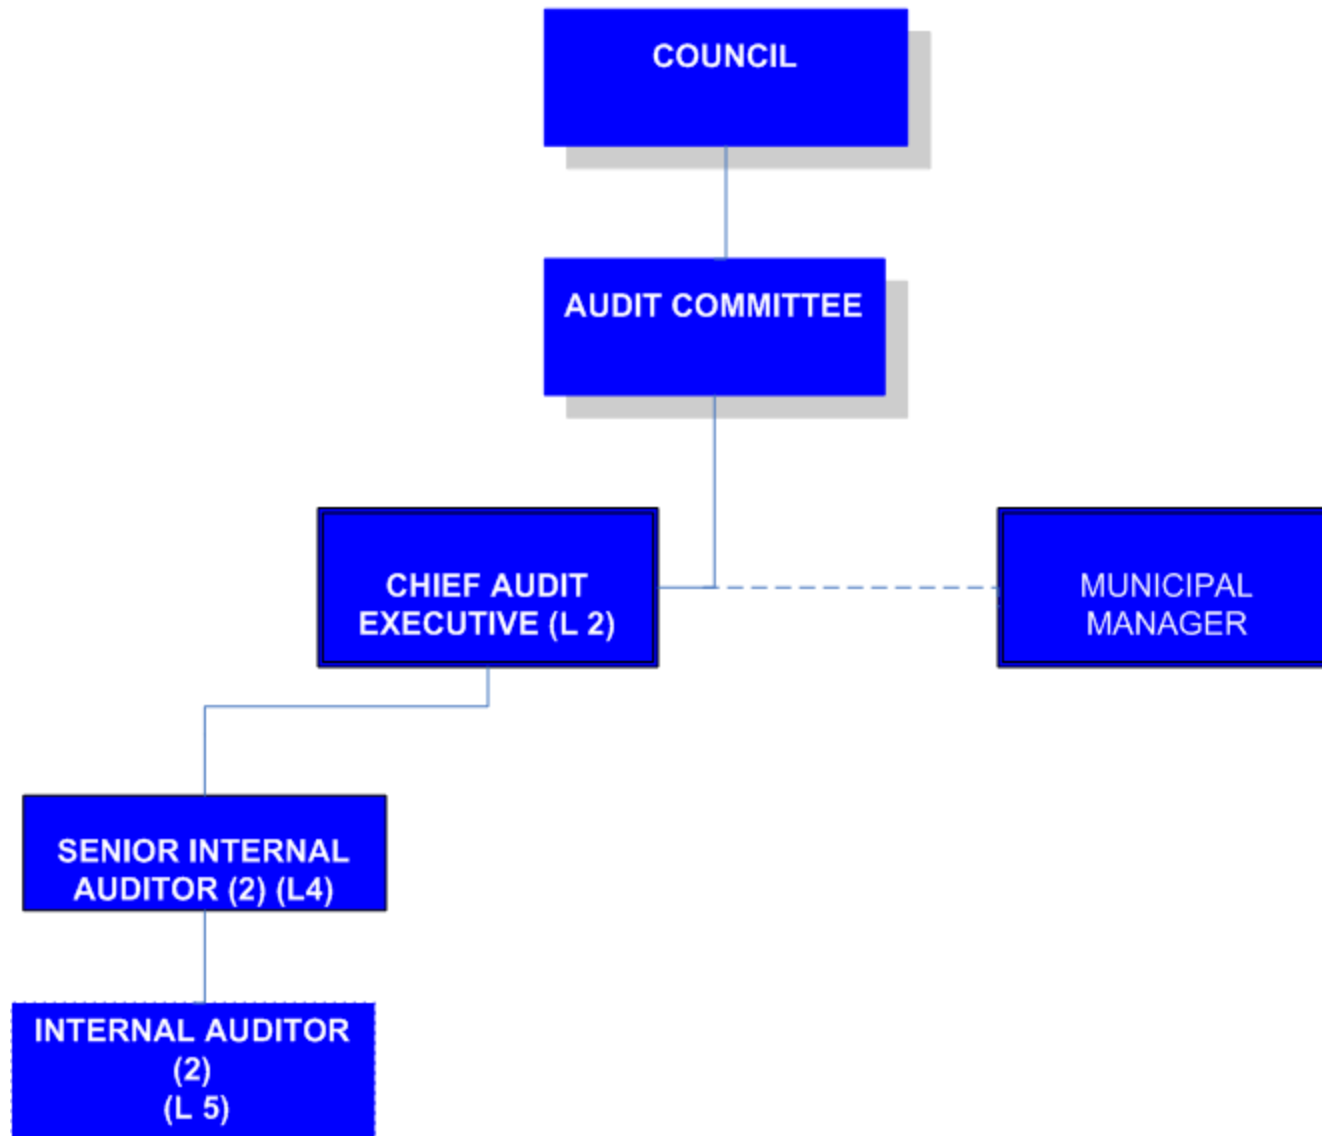 COUNCIL
AUDIT COMMITTEE
CHIEF AUDIT
EXECUTIVE (L 2)
MUNICIPAL
MANAGER
SENIOR INTERNAL
AUDITOR (2) (L4)
INTERNAL AUDITOR
(2)
(L 5)